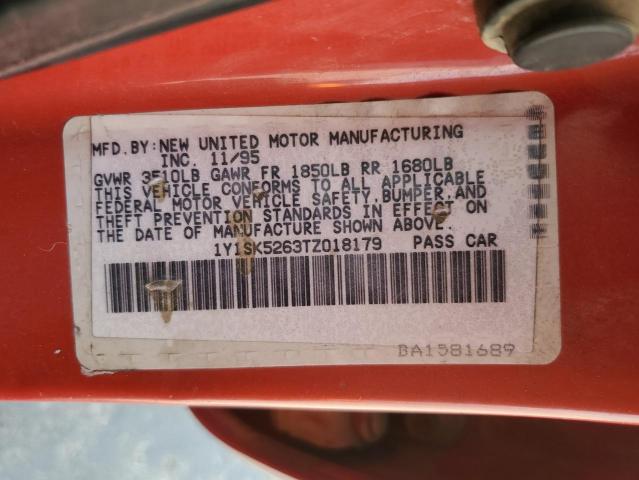 MFD.BY:NEW UNITED MOTOR MANUFACTURING
INC. 11/95
GVWR 3510LB GAWR FR 1850LB RR 1680LB
THIS VEHICLE CONFORMS TO ALL APPLICABLE
FEDERAL MOTOR VEHICLE SAFETY,BUMPER,AND
THEFT PREVENTION STANDARDS IN EFFECT ON
THE DATE OF MANUFACTURE SHOWN ABOVE.
1Y1SK5263TZ018179 PASS CAR
BA1581689